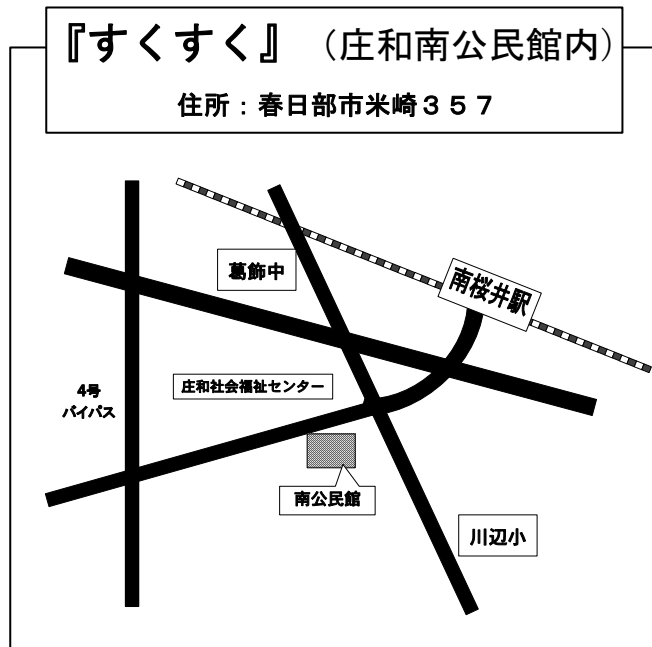 『すくすく』（庄和南公民館内）
住所：春日部市米崎３５７
葛飾中
南桜井駅
4号
バイパス
庄和社会福祉センター
南公民館
川辺小